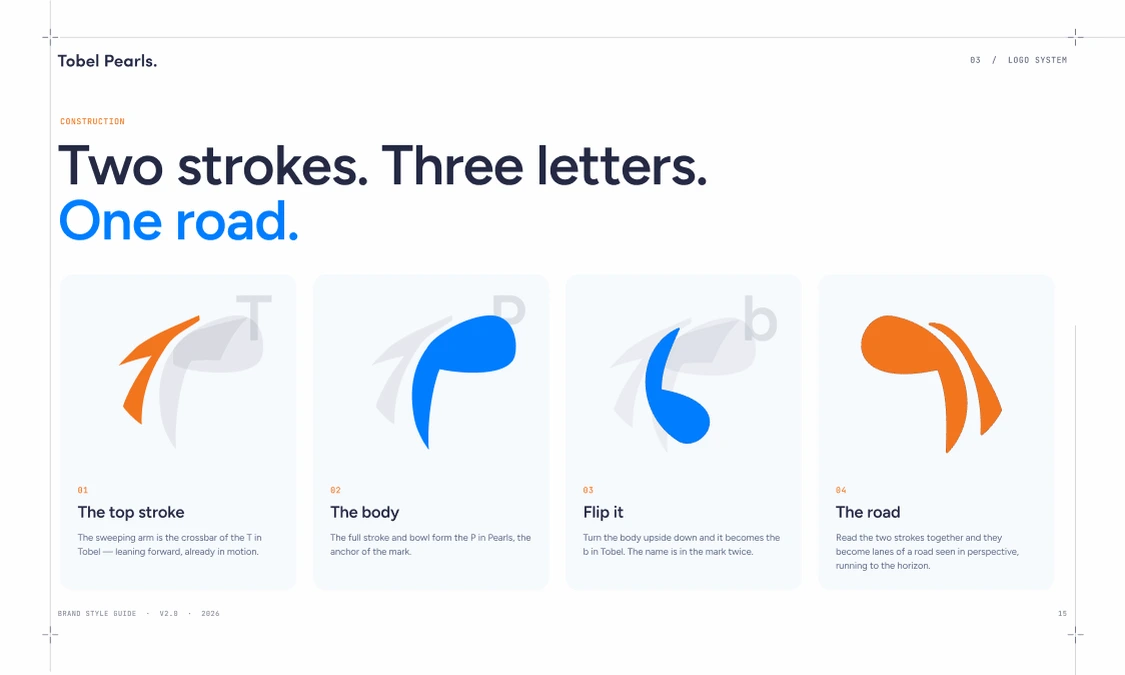 Tobel Pearls.
03 / LOGO SYSTEM
CONSTRUCTION
Two strokes. Three letters.
One road.
T
P
b
01
The top stroke
The sweeping arm is the crossbar of the T in
Tobel — leaning forward, already in motion.
02
The body
The full stroke and bowl form the P in Pearls, the
anchor of the mark.
03
Flip it
Turn the body upside down and it becomes the
b in Tobel. The name is in the mark twice.
04
The road
Read the two strokes together and they
become lanes of a road seen in perspective,
running to the horizon.
BRAND STYLE GUIDE · V2.0 · 2026
15